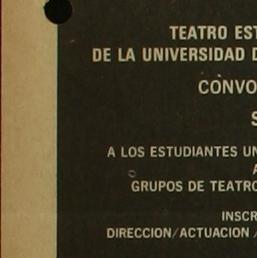 TEATRO EST
DE LA UNIVERSIDAD D
CONVO
S
A LOS ESTUDIANTES UN
A
GRUPOS DE TEATRO
INSCR
DIRECCION/ACTUACION/